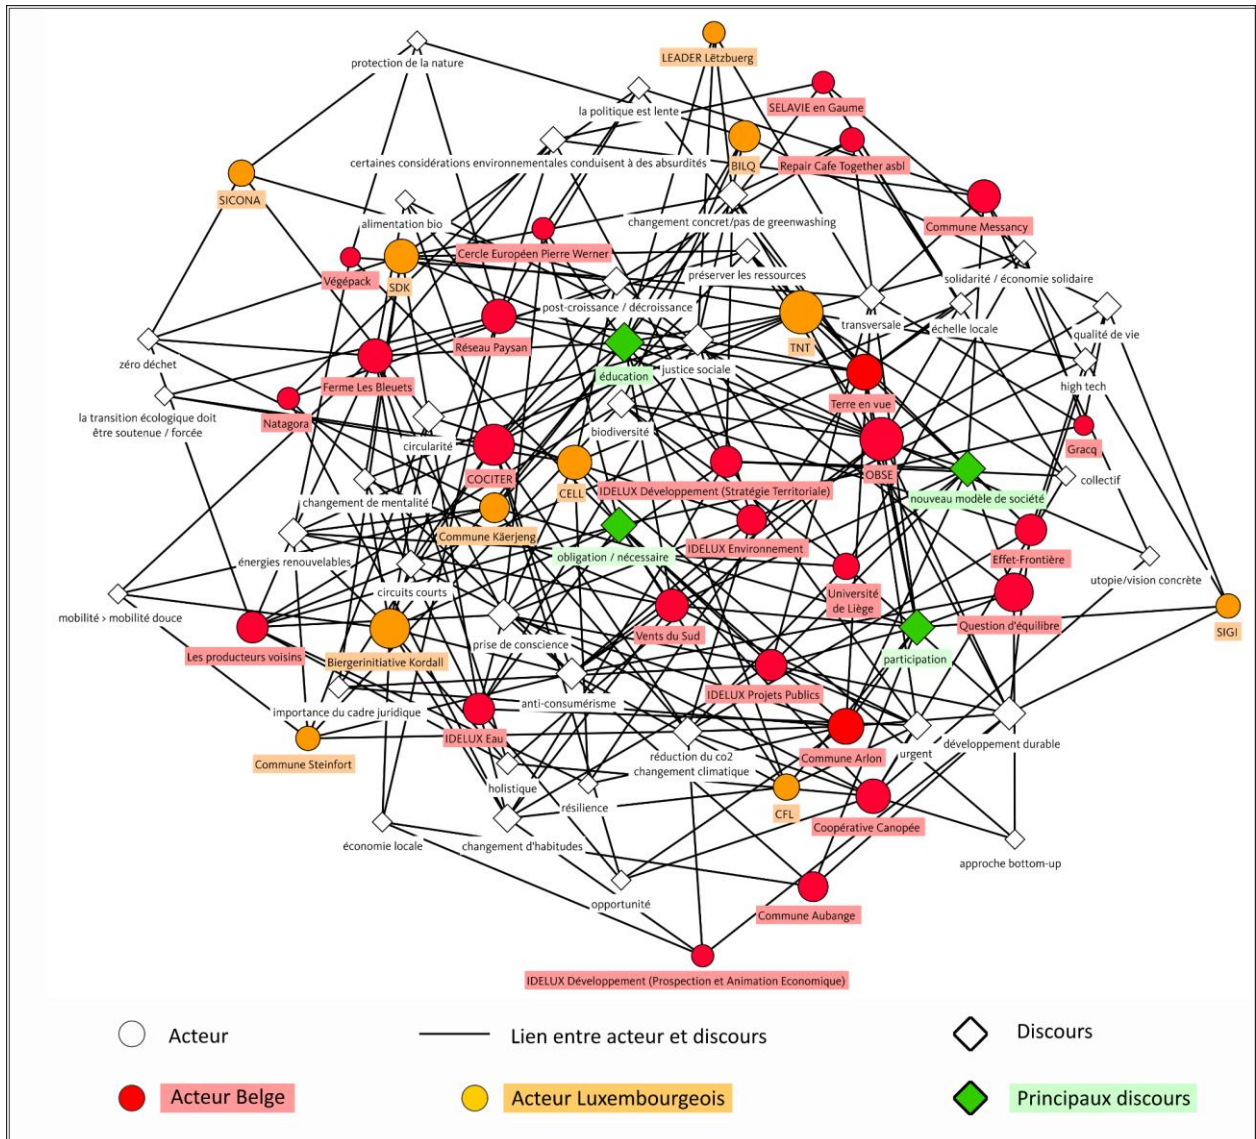 LEADER Lëtzbuerg
protection de la nature
SELAVIE en Gaume
la politique est lente
certaines considérations environnementales conduisent à des absurdités
BILQ
Repair Cafe Together asbl
SICONA
Commune Messancy
alimentation bio
changement concret/pas de greenwashing
Cercle Européen Pierre Werner
Végépack
SDK
préserver les ressources
solidarité / économie solidaire
post-croissance / décroissance
transversale
échelle locale
qualité de vie
Réseau Paysan
TNT
zéro déchet
éducation
justice sociale
Ferme Les Bleuets
high tech
Terre en vue
la transition écologique doit
être soutenue / forcée
Natagora
circularité
biodiversité
Gracq
COCITER
CELL
IDELUX Développement (Stratégie Territoriale)
OBSE
collectif
nouveau modèle de société
changement de mentalité
Commune Käerjeng
IDELUX Environnement
obligation / nécessaire
Effet-Frontière
énergies renouvelables
utopie/vision concrète
circuits courts
Université
de Liège
mobilité > mobilité douce
Question d'équilibre
SIGI
prise de conscience
Vents du Sud
Les producteurs voisins
Biergerinitiative Kordall
participation
IDELUX Projets Publics
anti-consumérisme
importance du cadre juridique
IDELUX Eau
développement durable
urgent
Commune Arlon
réduction du co2
changement climatique
Commune Steinfort
holistique
résilience
CFL
Coopérative Canopée
économie locale
changement d'habitudes
approche bottom-up
opportunité
Commune Aubange
IDELUX Développement (Prospection et Animation Economique)
Acteur
Lien entre acteur et discours
Discours
Acteur Belge
Acteur Luxembourgeois
Principaux discours